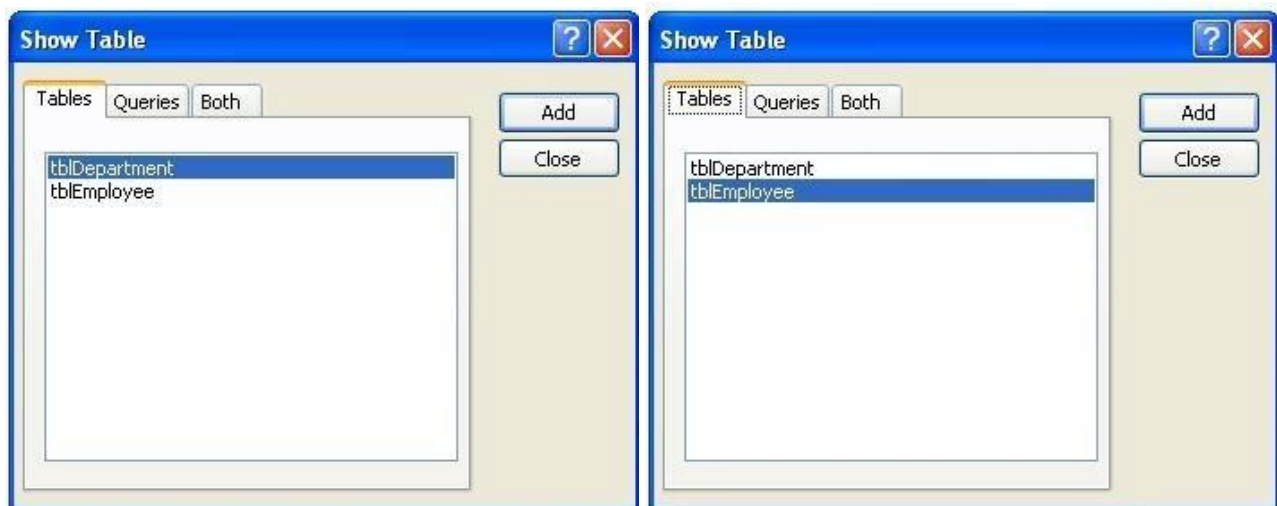 Show Table
?
Tables Queries Both
Add
Close
tblDepartment
tblEmployee
Show Table
?
Tables Queries Both
Add
Close
tblDepartment
tblEmployee